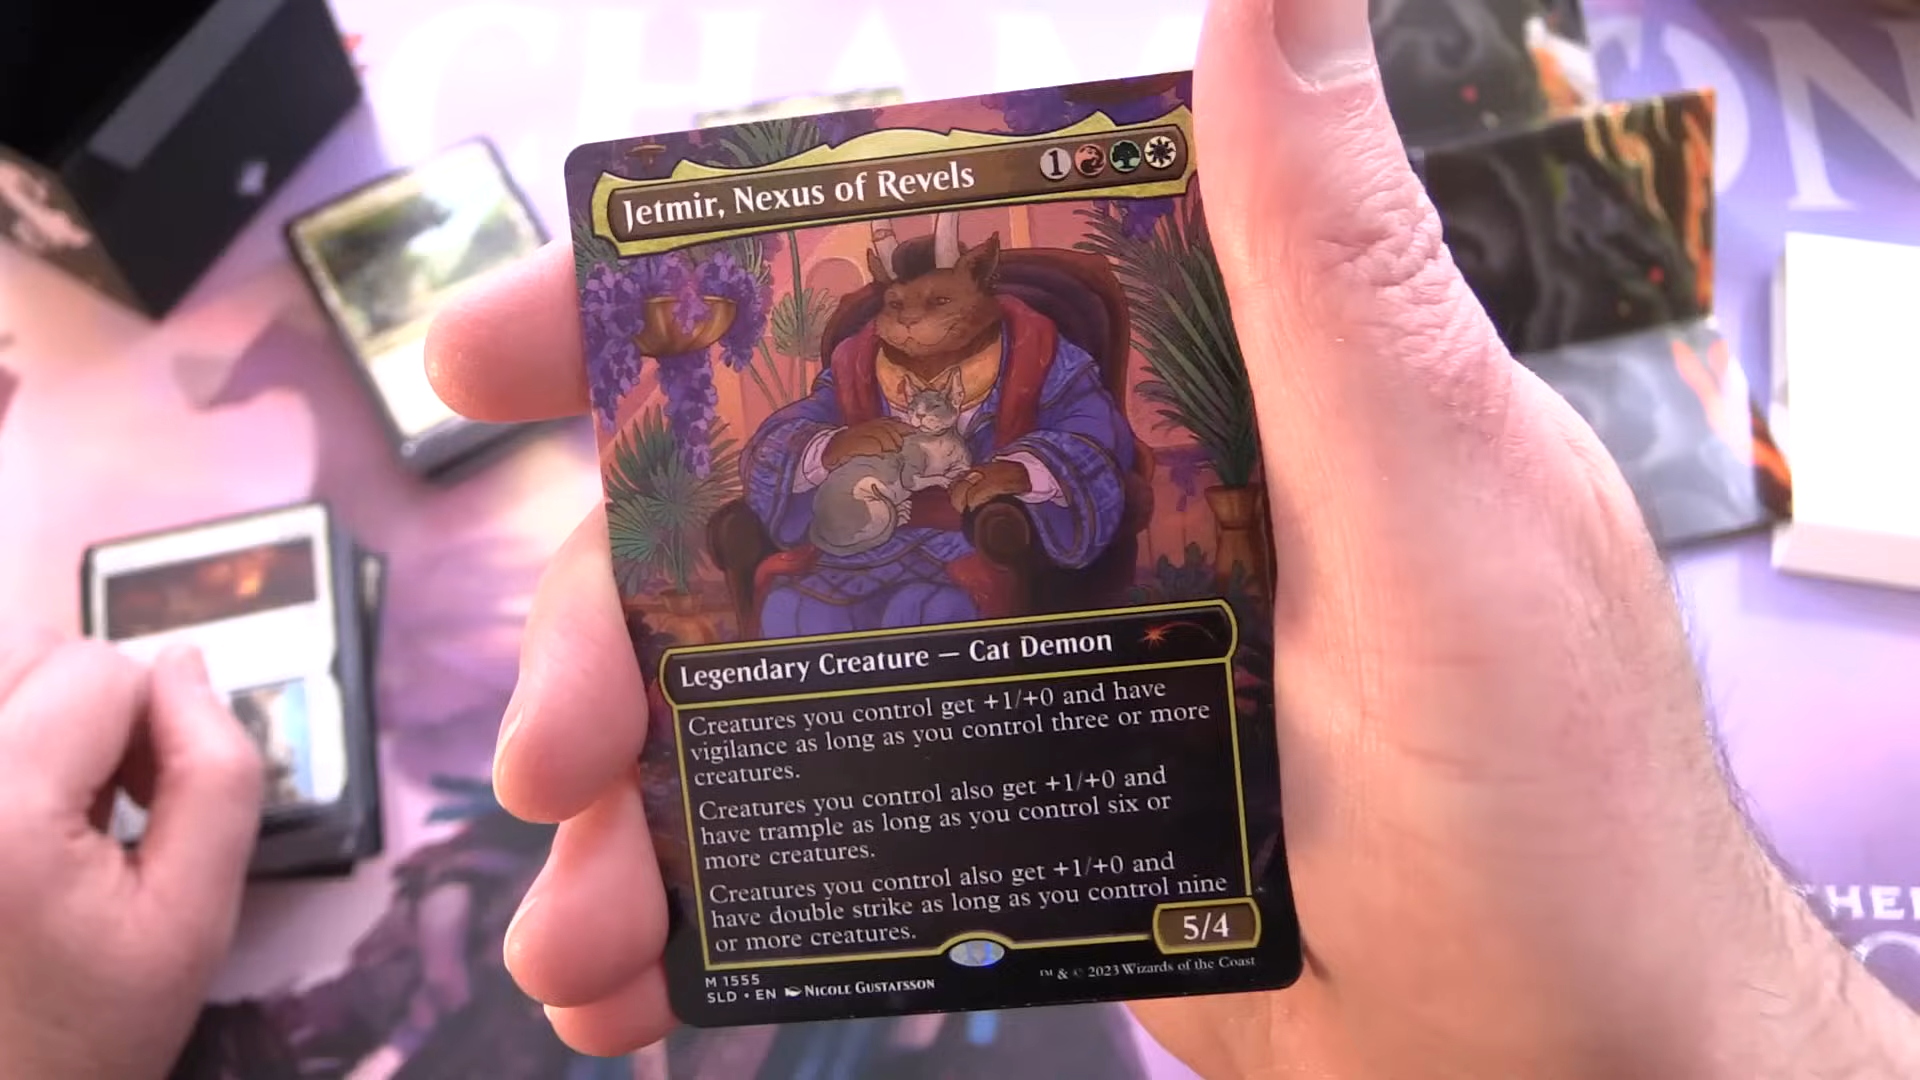 CHAMPION
Jetmir, Nexus of Revels
1
Legendary Creature — Cat Demon
Creatures you control get +1/+0 and have
vigilance as long as you control three or more
creatures.
Creatures you control also get +1/+0 and
have trample as long as you control six or
more creatures.
Creatures you control also get +1/+0 and
have double strike as long as you control nine
or more creatures.
5/4
M 1555
SLD • EN NICOLE GUSTAFSSON
™ & © 2023 Wizards of the Coast